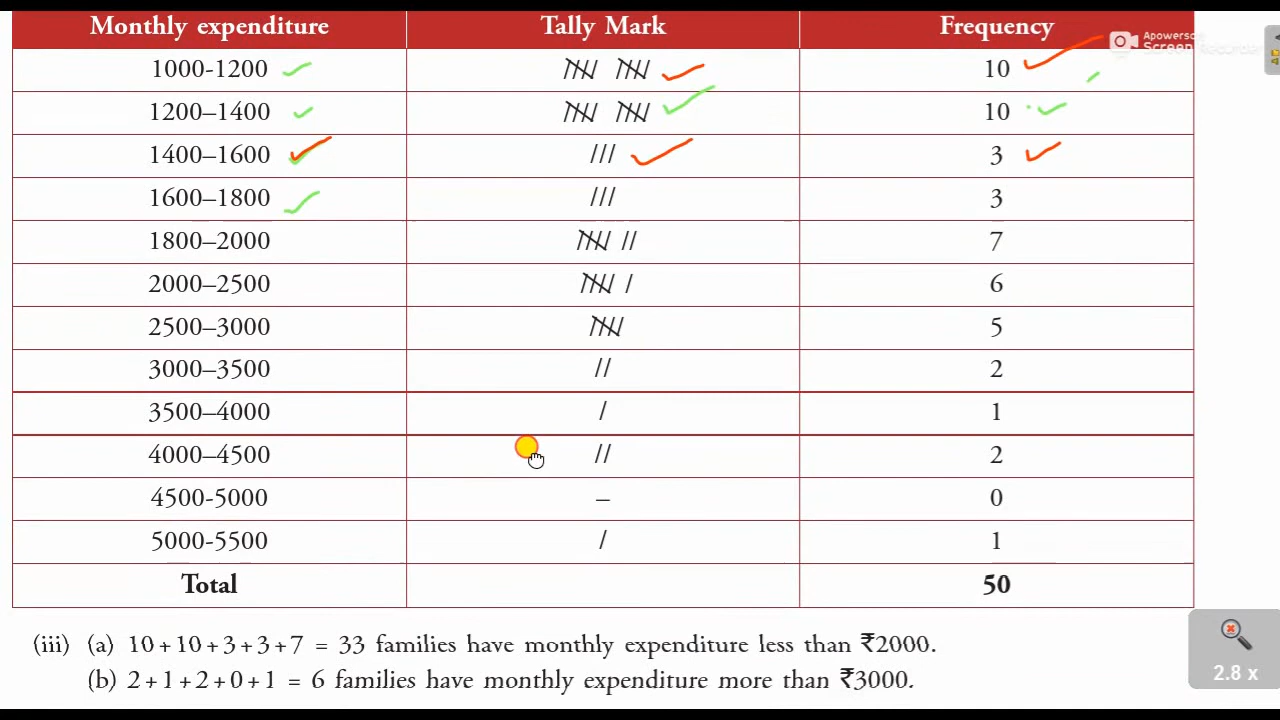 Monthly expenditure Tally Mark Frequency
Apowersoft
Screen Recorder
1000-1200 //// //// 10
1200–1400 //// //// 10
1400–1600 /// 3
1600–1800 /// 3
1800–2000 //// // 7
2000–2500 //// / 6
2500–3000 //// 5
3000–3500 // 2
3500–4000 / 1
4000–4500 // 2
4500-5000 – 0
5000-5500 / 1
Total 50
(iii) (a) 10+10+3+3+7 = 33 families have monthly expenditure less than ₹2000.
(b) 2+1+2+0+1 = 6 families have monthly expenditure more than ₹3000.
2.8 x